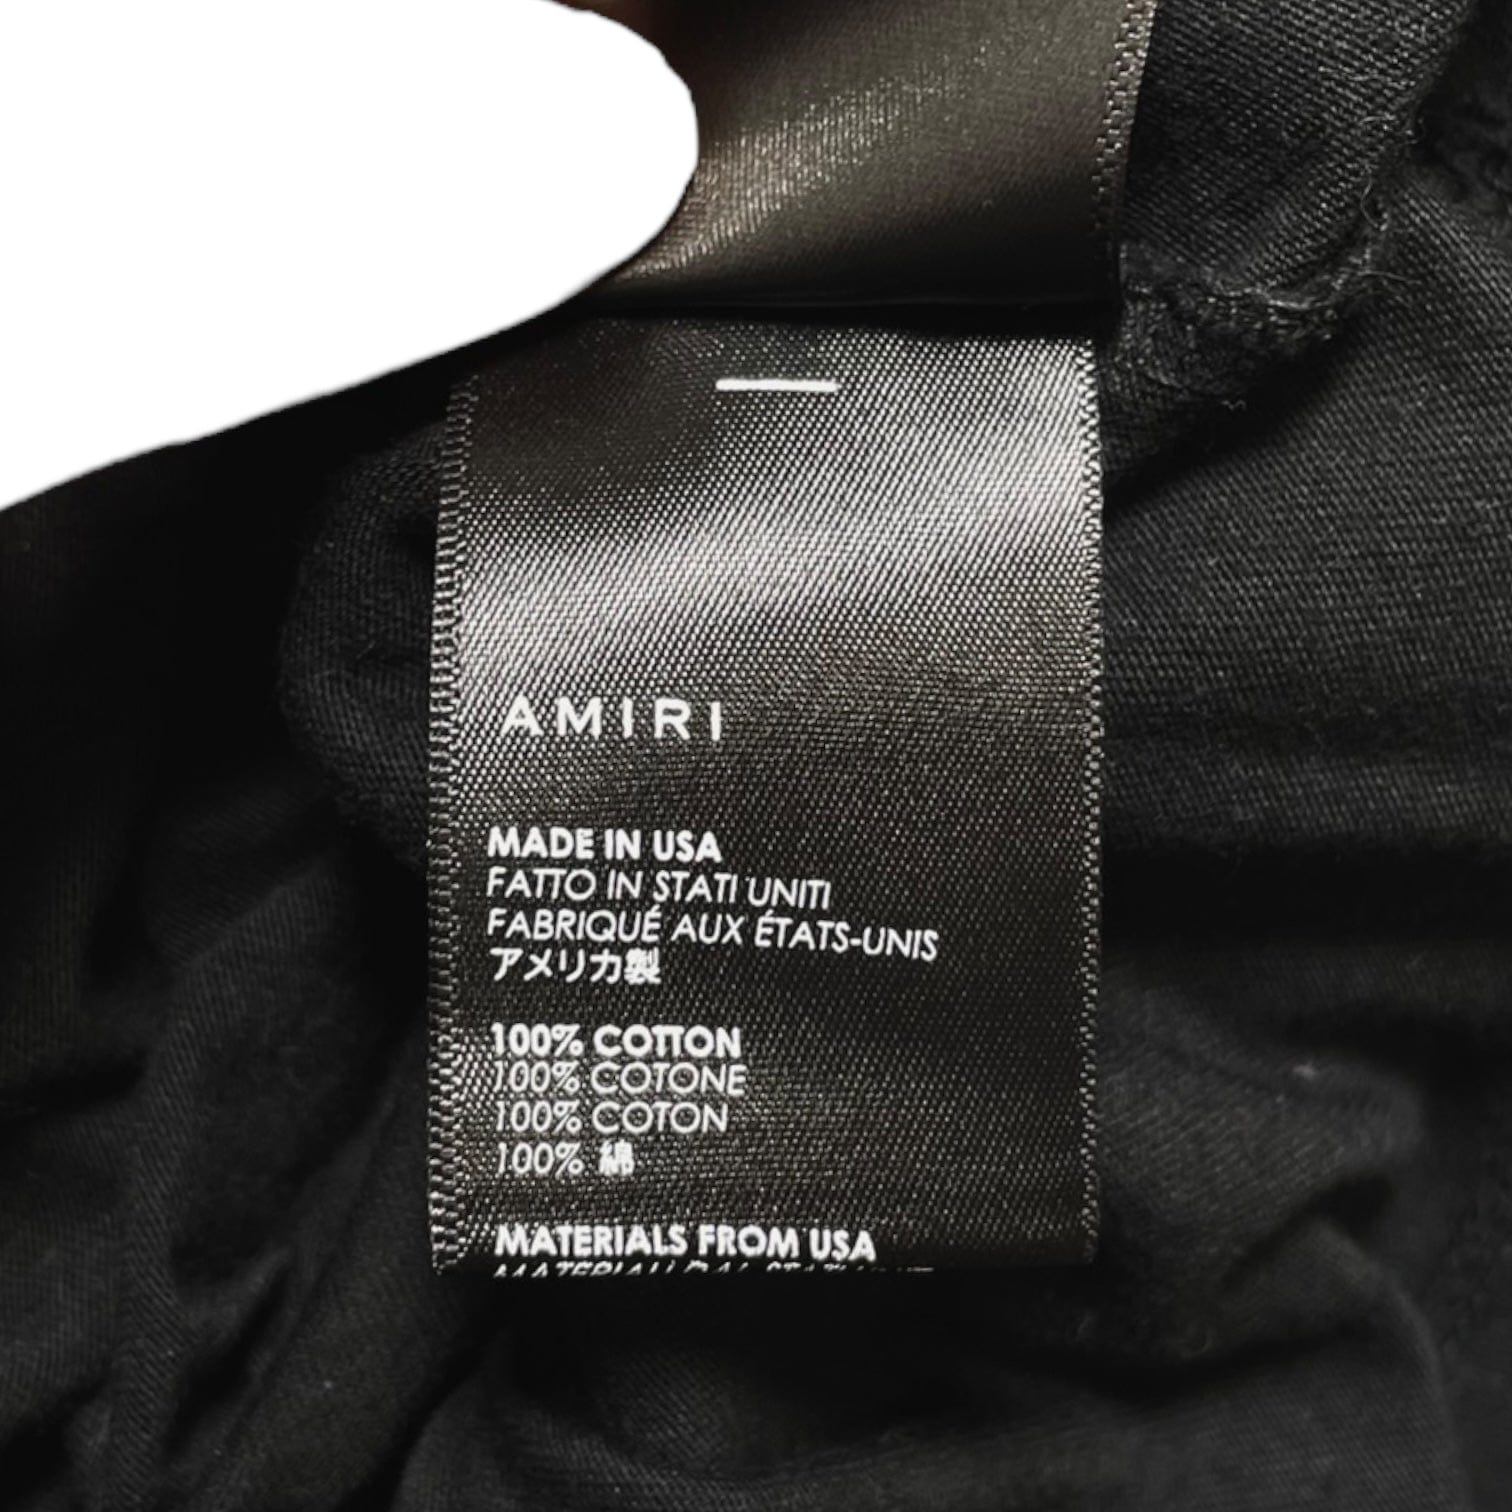 AMIRI
MADE IN USA
FATTO IN STATI UNITI
FABRIQUÉ AUX ÉTATS-UNIS
アメリカ製
100% COTTON
100% COTONE
100% COTON
100% 綿
MATERIALS FROM USA